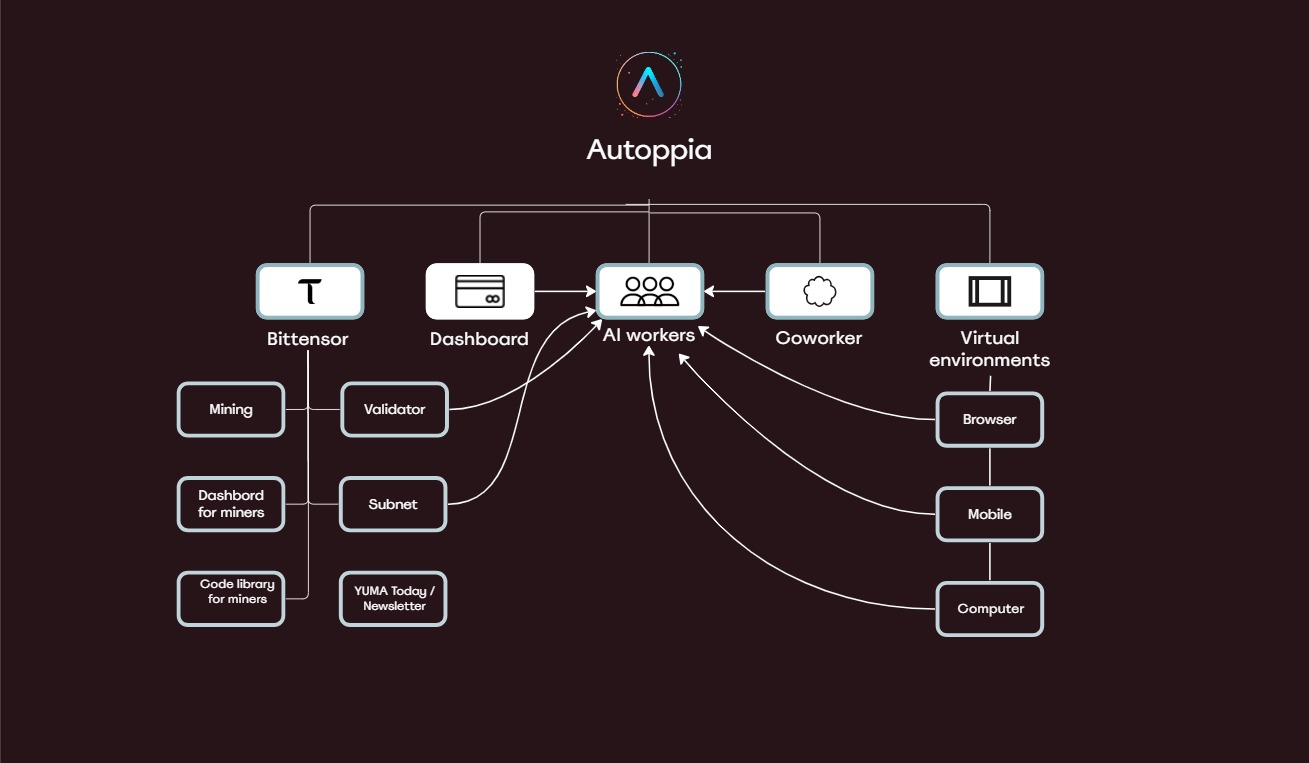 Autoppia
Bittensor
Dashboard
AI workers
Coworker
Virtual
environments
Mining
Validator
Browser
Dashbord
for miners
Subnet
Mobile
Code library
for miners
YUMA Today /
Newsletter
Computer